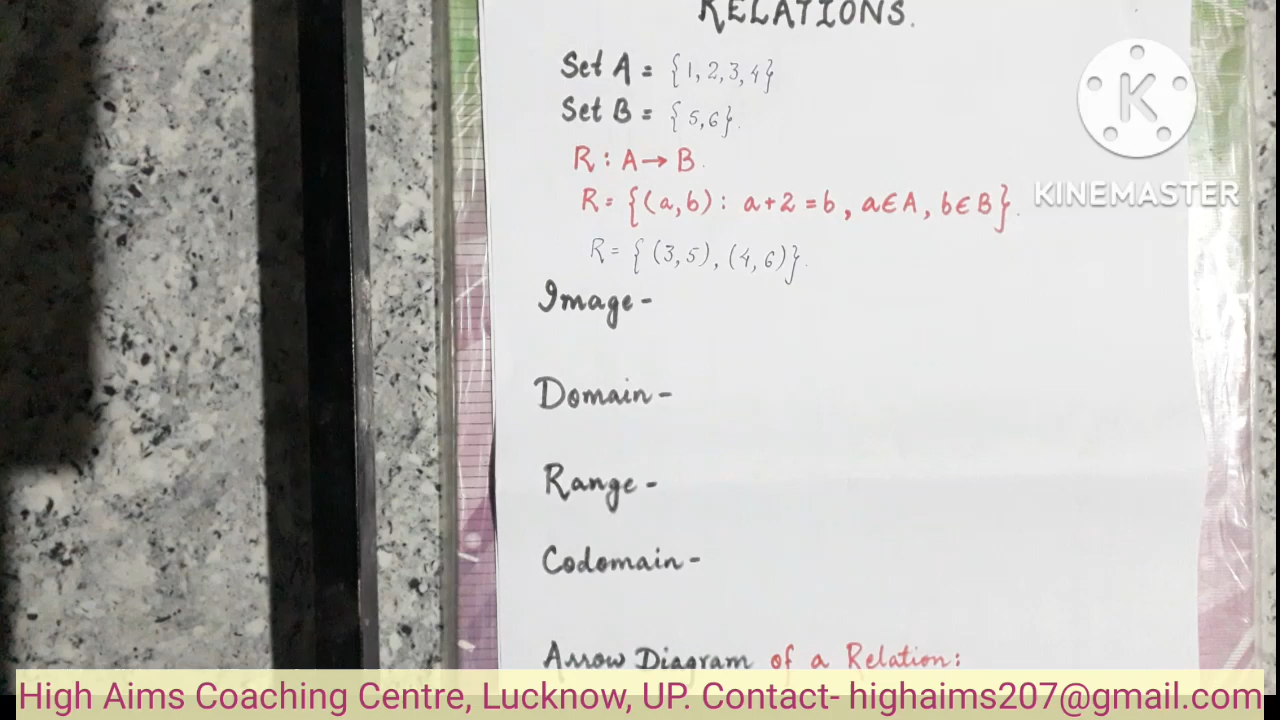 RELATIONS.
Set A = {1, 2, 3, 4}
Set B = {5, 6}.
R : A → B.
R = {(a, b) : a + 2 = b, a ∈ A, b ∈ B}.
R = {(3, 5), (4, 6)}.
Image -
Domain -
Range -
Codomain -
Arrow Diagram of a Relation:
K
KINEMASTER
High Aims Coaching Centre, Lucknow, UP. Contact- highaims207@gmail.com